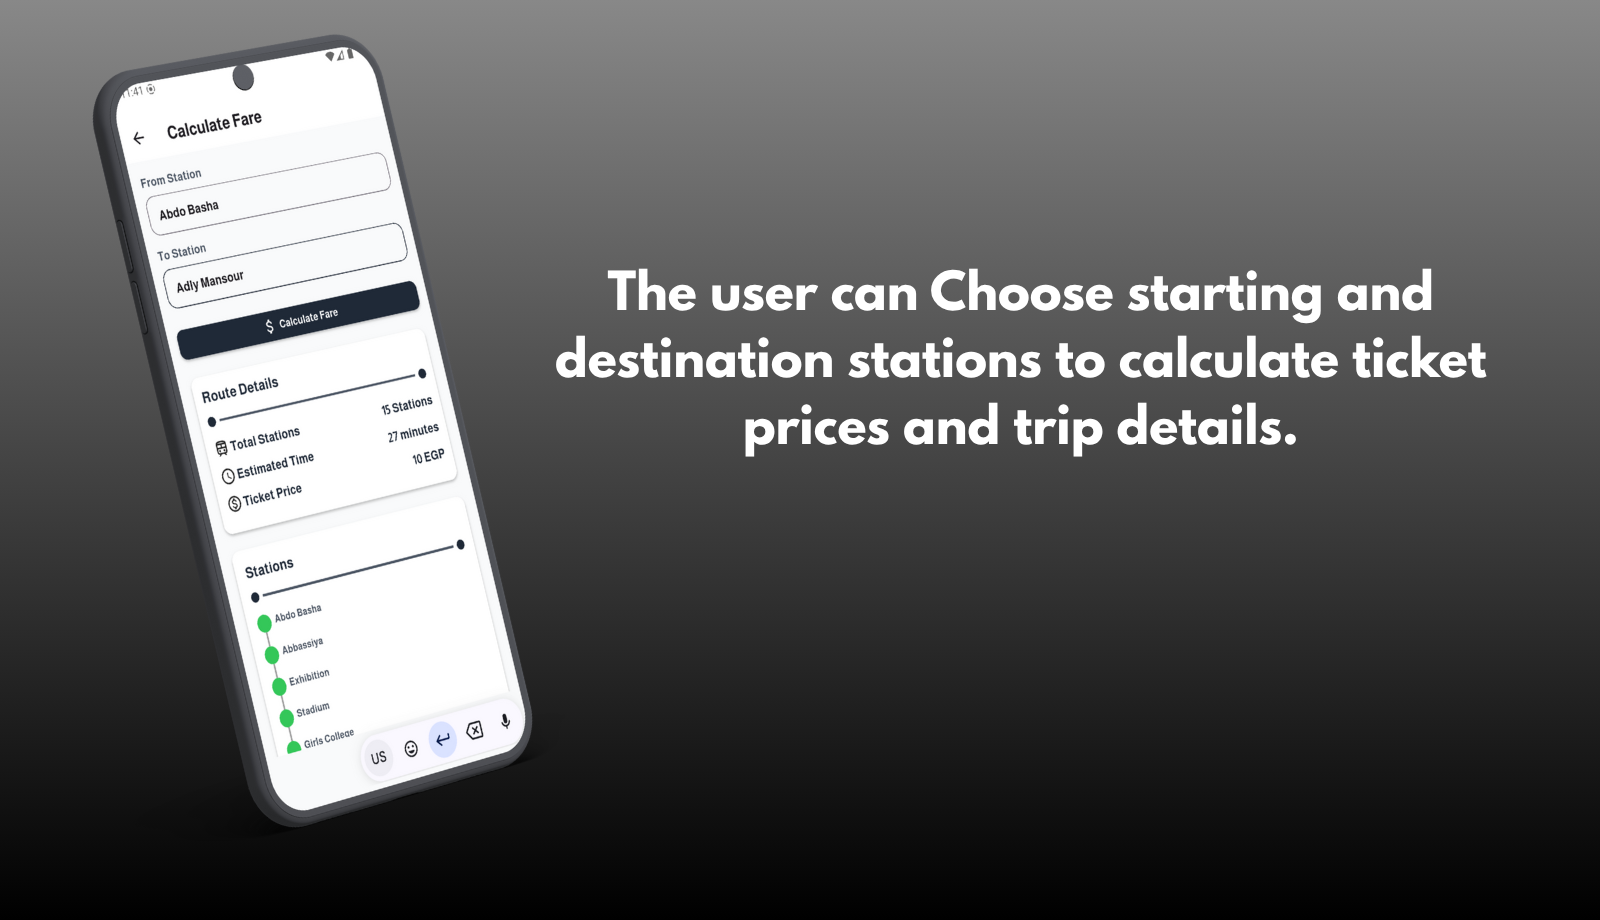 11:41
Calculate Fare
From Station
Abdo Basha
To Station
Adly Mansour
$ Calculate Fare
Route Details
Total Stations 15 Stations
Estimated Time 27 minutes
Ticket Price 10 EGP
Stations
Abdo Basha
Abbassiya
Exhibition
Stadium
Girls College
US
The user can Choose starting and
destination stations to calculate ticket
prices and trip details.